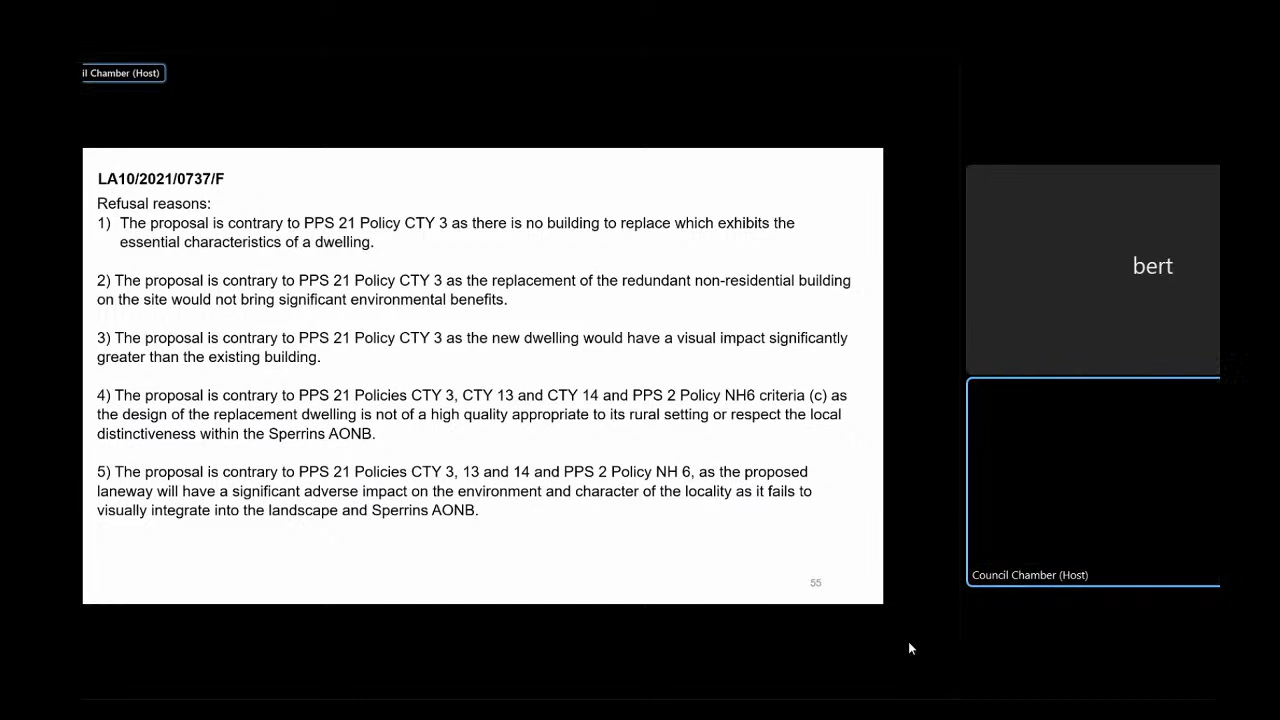 il Chamber (Host)
LA10/2021/0737/F
Refusal reasons:
1) The proposal is contrary to PPS 21 Policy CTY 3 as there is no building to replace which exhibits the
essential characteristics of a dwelling.
2) The proposal is contrary to PPS 21 Policy CTY 3 as the replacement of the redundant non-residential building
on the site would not bring significant environmental benefits.
3) The proposal is contrary to PPS 21 Policy CTY 3 as the new dwelling would have a visual impact significantly
greater than the existing building.
4) The proposal is contrary to PPS 21 Policies CTY 3, CTY 13 and CTY 14 and PPS 2 Policy NH6 criteria (c) as
the design of the replacement dwelling is not of a high quality appropriate to its rural setting or respect the local
distinctiveness within the Sperrins AONB.
5) The proposal is contrary to PPS 21 Policies CTY 3, 13 and 14 and PPS 2 Policy NH 6, as the proposed
laneway will have a significant adverse impact on the environment and character of the locality as it fails to
visually integrate into the landscape and Sperrins AONB.
55
bert
Council Chamber (Host)